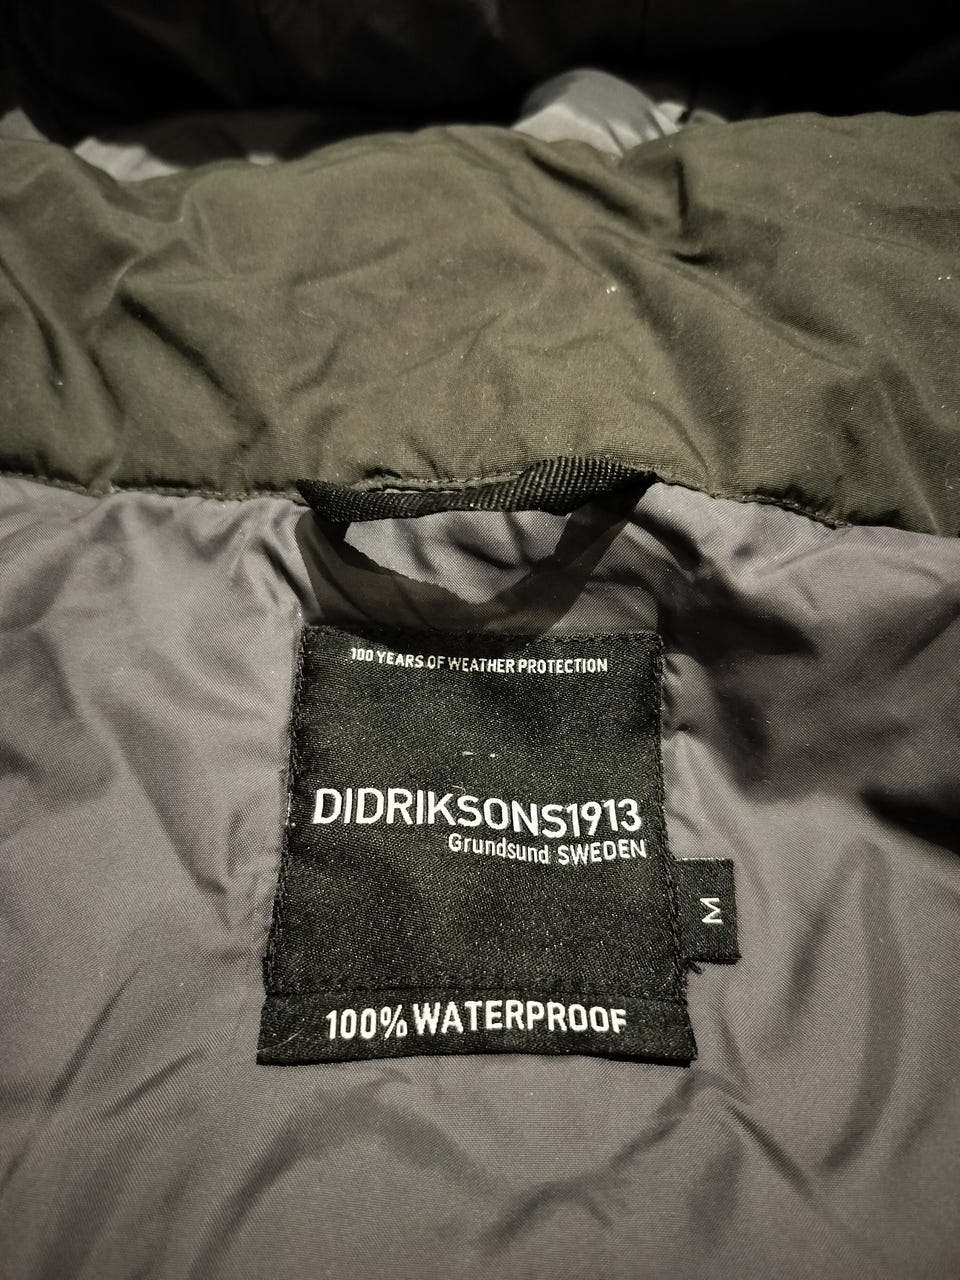 100 YEARS OF WEATHER PROTECTION
DIDRIKSONS1913
Grundsund SWEDEN
M
100% WATERPROOF